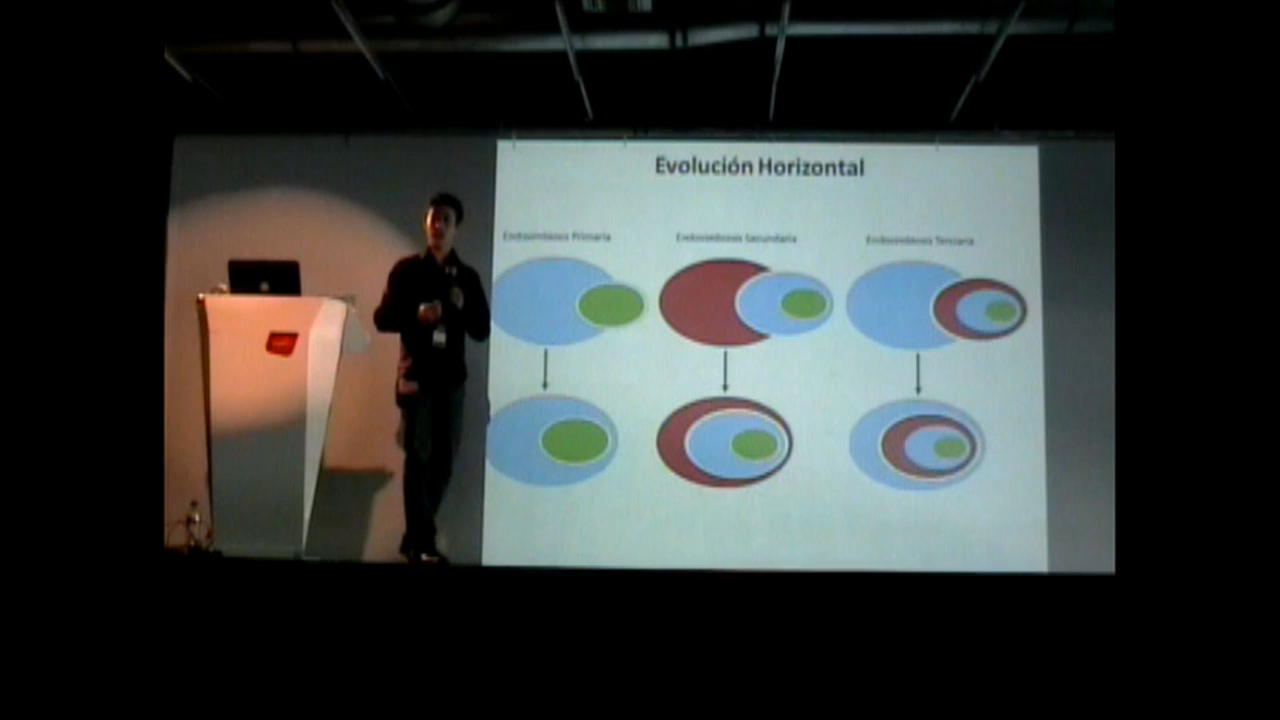 Evolución Horizontal
Endosimbiosis Primaria
Endosimbiosis Secundaria
Endosimbiosis Terciaria